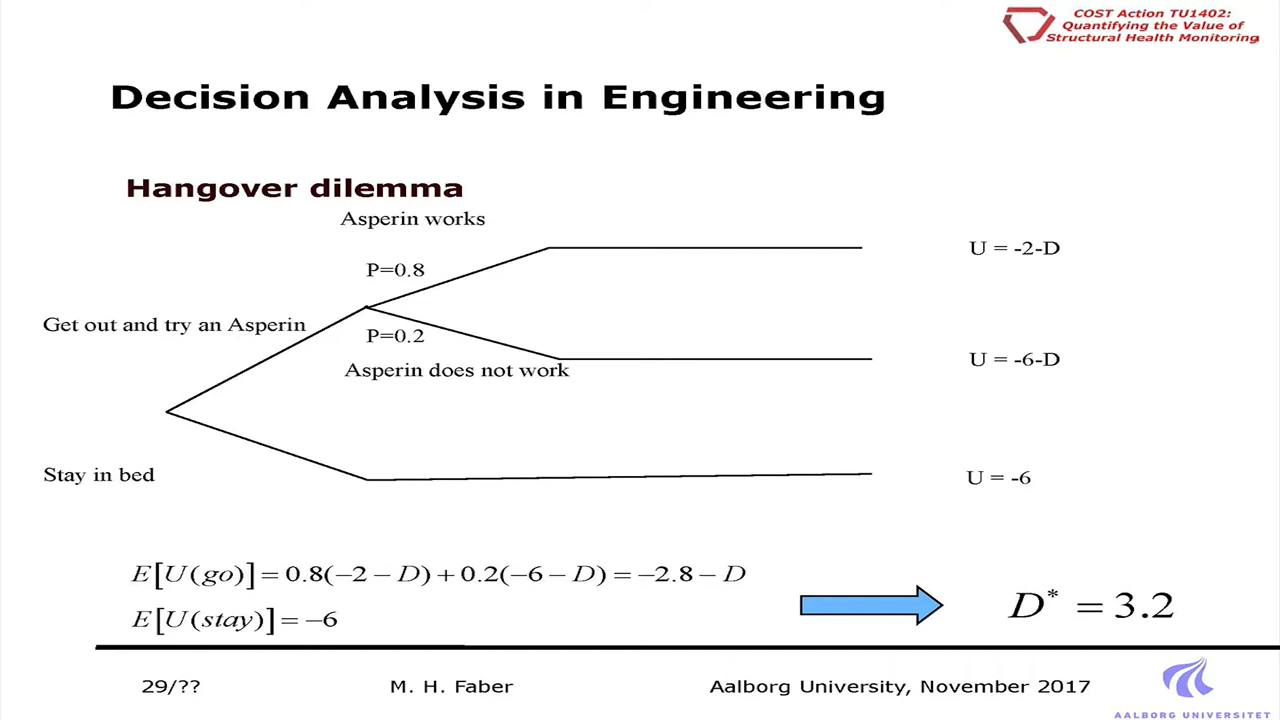 COST Action TU1402:
Quantifying the Value of
Structural Health Monitoring
Decision Analysis in Engineering
Hangover dilemma
Asperin works
U = -2-D
P=0.8
Get out and try an Asperin
P=0.2
U = -6-D
Asperin does not work
Stay in bed
U = -6
E[U(go)] = 0.8(−2 − D) + 0.2(−6 − D) = −2.8 − D
E[U(stay)] = −6
D* = 3.2
29/??
M. H. Faber
Aalborg University, November 2017
AALBORG UNIVERSITET